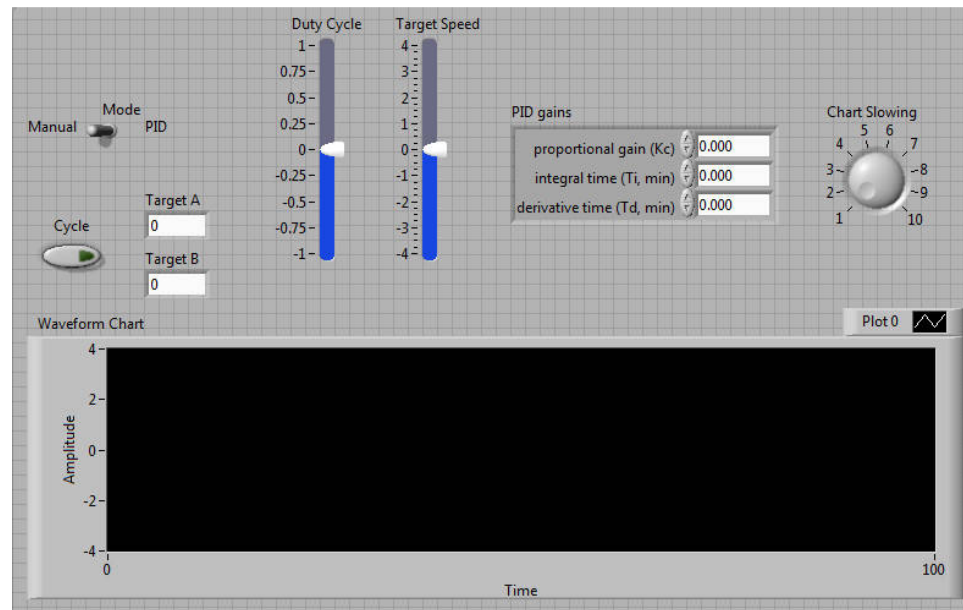 Duty Cycle
1
0.75
0.5
0.25
0
-0.25
-0.5
-0.75
-1
Target Speed
4
3
2
1
0
-1
-2
-3
-4
Mode
Manual
PID
Cycle
Target A
0
Target B
0
PID gains
proportional gain (Kc) 0.000
integral time (Ti, min) 0.000
derivative time (Td, min) 0.000
Chart Slowing
1
2
3
4
5
6
7
8
9
10
Waveform Chart
Plot 0
Amplitude
4
2
0
-2
-4
0
100
Time